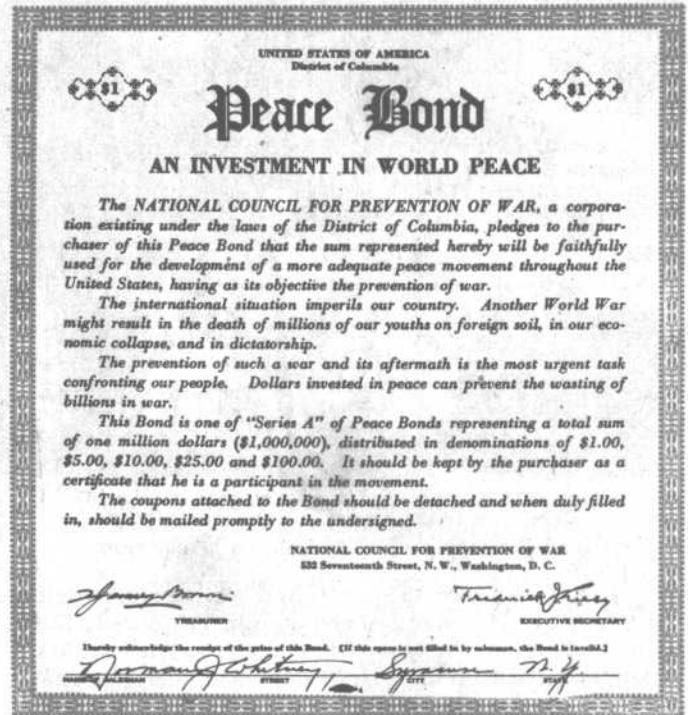 UNITED STATES OF AMERICA
District of Columbia
$1 $1
Peace Bond
AN INVESTMENT IN WORLD PEACE
The NATIONAL COUNCIL FOR PREVENTION OF WAR, a corpora-
tion existing under the laws of the District of Columbia, pledges to the pur-
chaser of this Peace Bond that the sum represented hereby will be faithfully
used for the development of a more adequate peace movement throughout the
United States, having as its objective the prevention of war.
The international situation imperils our country. Another World War
might result in the death of millions of our youths on foreign soil, in our eco-
nomic collapse, and in dictatorship.
The prevention of such a war and its aftermath is the most urgent task
confronting our people. Dollars invested in peace can prevent the wasting of
billions in war.
This Bond is one of "Series A" of Peace Bonds representing a total sum
of one million dollars ($1,000,000), distributed in denominations of $1.00,
$5.00, $10.00, $25.00 and $100.00. It should be kept by the purchaser as a
certificate that he is a participant in the movement.
The coupons attached to the Bond should be detached and when duly filled
in, should be mailed promptly to the undersigned.
NATIONAL COUNCIL FOR PREVENTION OF WAR
532 Seventeenth Street, N. W., Washington, D. C.
TREASURER EXECUTIVE SECRETARY
I hereby acknowledge the receipt of the price of this Bond. [If this space is not filled in by salesman, the Bond is invalid.]
Norman J Whitney, Syracuse N.Y.
NAME OF SALESMAN STREET CITY STATE